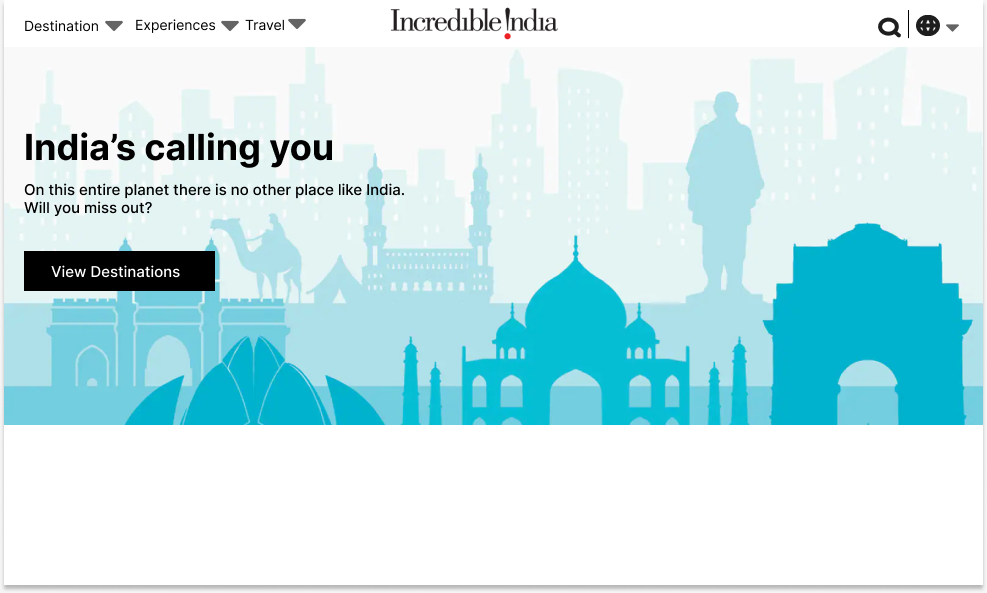 Destination Experiences Travel
Incredible !ndia
India’s calling you
On this entire planet there is no other place like India.
Will you miss out?
View Destinations